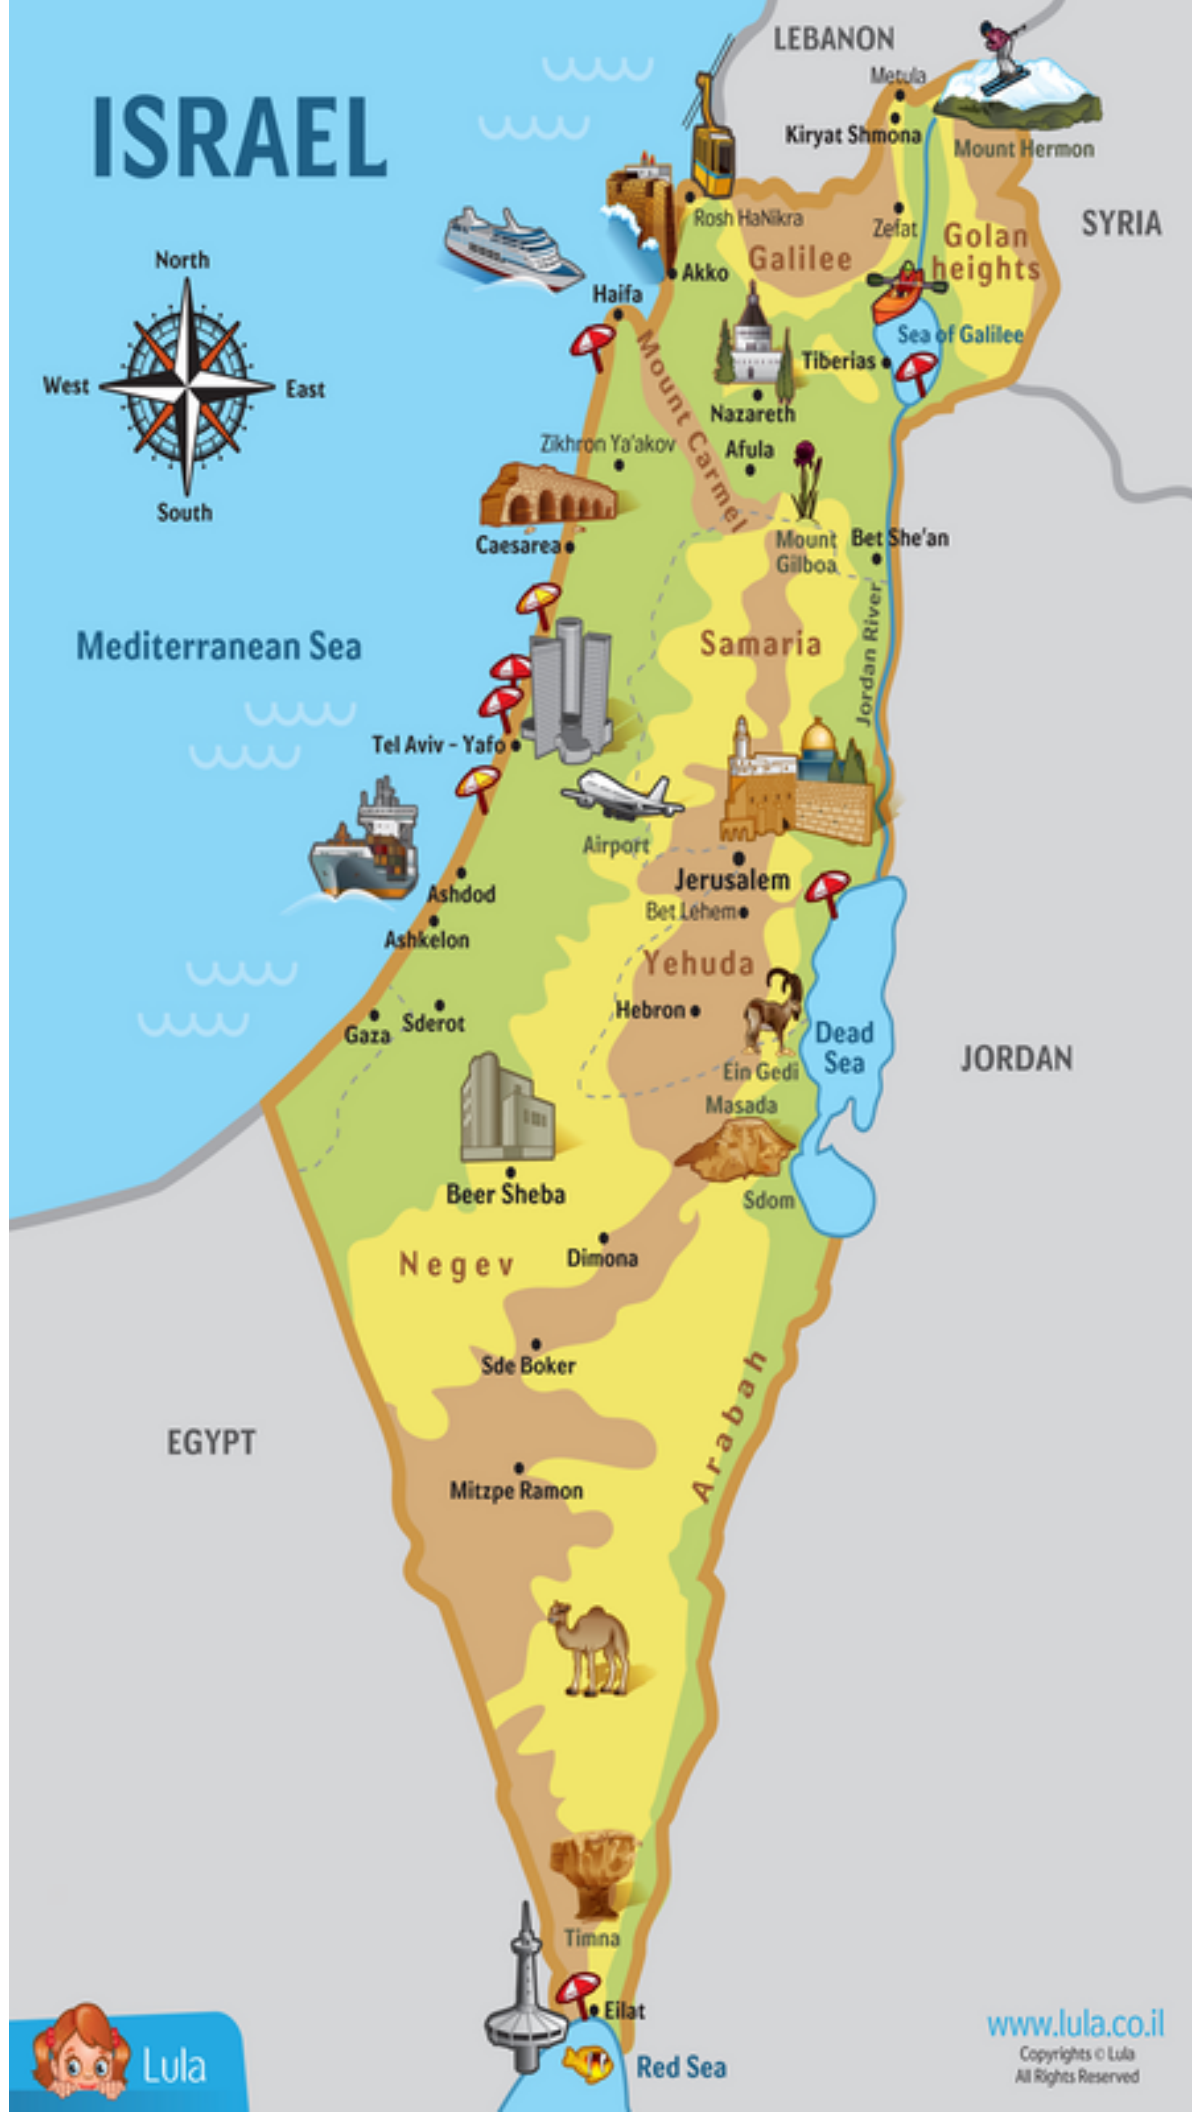 ISRAEL
LEBANON
Metula
Kiryat Shmona
Mount Hermon
SYRIA
Rosh HaNikra
Zefat
Golan
heights
Galilee
Akko
Haifa
Sea of Galilee
Tiberias
Mount Carmel
Nazareth
North
West
East
South
Zikhron Ya'akov
Afula
Caesarea
Mount
Gilboa
Bet She'an
Mediterranean Sea
Samaria
Jordan River
Tel Aviv - Yafo
Airport
Jerusalem
Bet Lehem
Ashdod
Ashkelon
Yehuda
Hebron
Gaza
Sderot
Dead
Sea
JORDAN
Ein Gedi
Masada
Sdom
Beer Sheba
Negev
Dimona
Sde Boker
Arabah
EGYPT
Mitzpe Ramon
Timna
Eilat
Red Sea
Lula
www.lula.co.il
Copyrights © Lula
All Rights Reserved